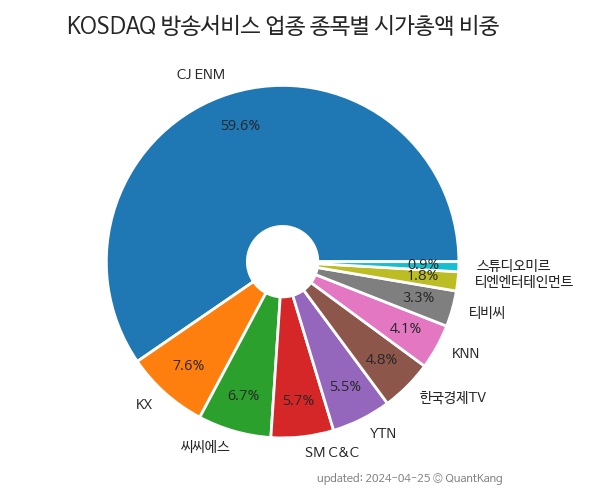 KOSDAQ 방송서비스 업종 종목별 시가총액 비중
CJ ENM
59.6%
0.9%
스튜디오미르
1.8%
티엔엔터테인먼트
3.3%
티비씨
4.1%
KNN
4.8%
한국경제TV
7.6%
KX
6.7%
씨씨에스
5.7%
SM C&C
5.5%
YTN
updated: 2024-04-25 © QuantKang